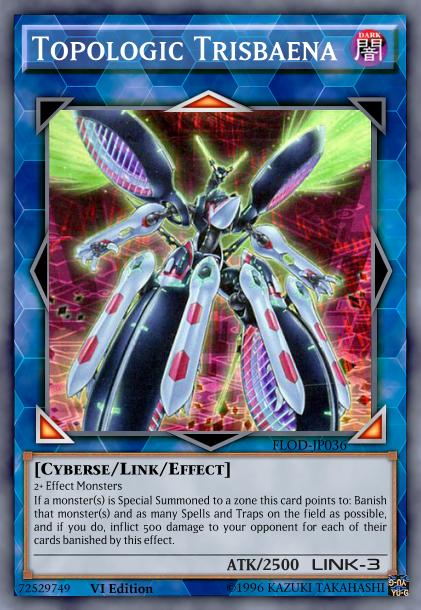 TOPOLOGIC TRISBAENA
DARK
闇
FLOD-JP036
[CYBERSE/LINK/EFFECT]
2+ Effect Monsters
If a monster(s) is Special Summoned to a zone this card points to: Banish
that monster(s) and as many Spells and Traps on the field as possible,
and if you do, inflict 500 damage to your opponent for each of their
cards banished by this effect.
ATK/2500 LINK-3
72529749 VI Edition ©1996 KAZUKI TAKAHASHI